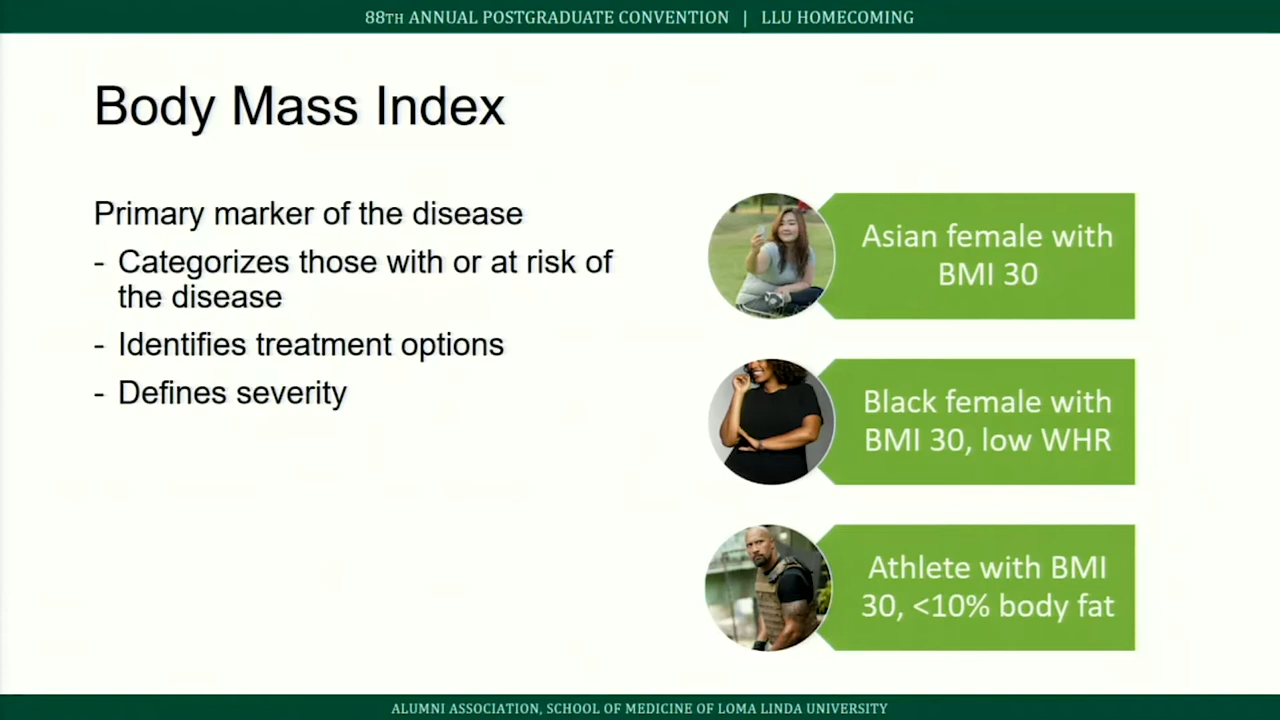 88TH ANNUAL POSTGRADUATE CONVENTION | LLU HOMECOMING
Body Mass Index
Primary marker of the disease
- Categorizes those with or at risk of
the disease
- Identifies treatment options
- Defines severity
Asian female with
BMI 30
Black female with
BMI 30, low WHR
Athlete with BMI
30, <10% body fat
ALUMNI ASSOCIATION, SCHOOL OF MEDICINE OF LOMA LINDA UNIVERSITY